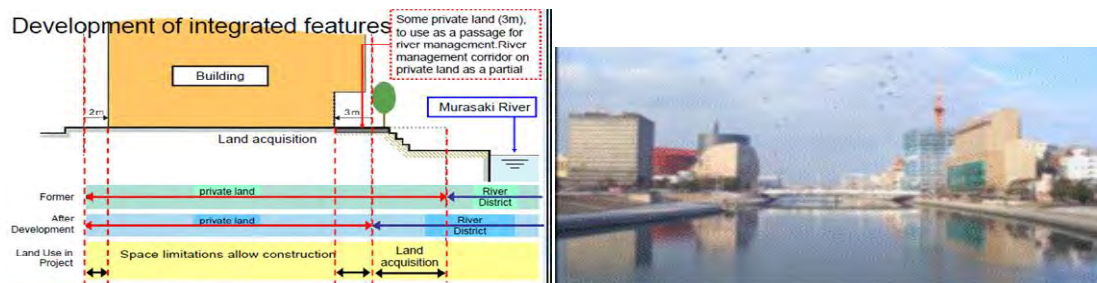 Development of integrated features
Some private land (3m),
to use as a passage for
river management.River
management corridor on
private land as a partial
Building
Murasaki River
2m
3m
Land acquisition
Former
private land
River
District
After
Development
private land
River
District
Land Use in
Project
Space limitations allow construction
Land
acquisition